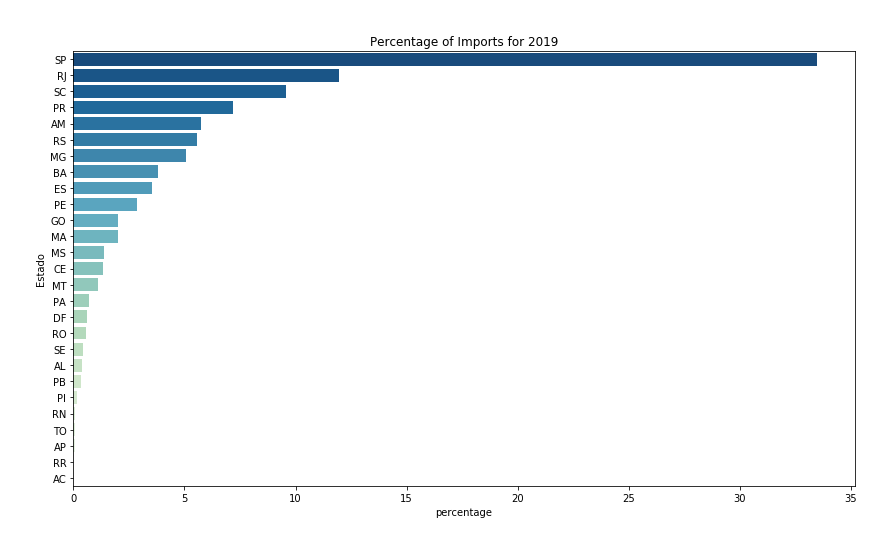 Percentage of Imports for 2019
SP
RJ
SC
PR
AM
RS
MG
BA
ES
PE
GO
MA
MS
CE
MT
PA
DF
RO
SE
AL
PB
PI
RN
TO
AP
RR
AC
Estado
0 5 10 15 20 25 30 35
percentage